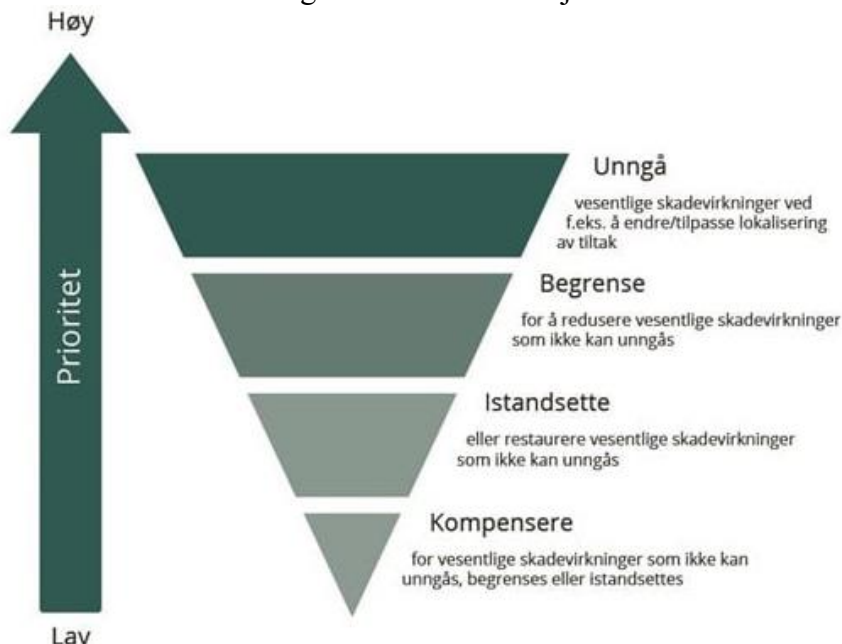 Høy
Prioritet
Unngå
vesentlige skadevirkninger ved
f.eks. å endre/tilpasse lokalisering
av tiltak
Begrense
for å redusere vesentlige skadevirkninger
som ikke kan unngås
Istandsette
eller restaurere vesentlige skadevirkninger
som ikke kan unngås
Kompensere
for vesentlige skadevirkninger som ikke kan
unngås, begrenses eller istandsettes
Lav